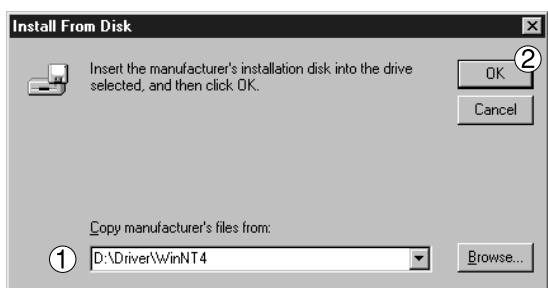 Install From Disk
Insert the manufacturer's installation disk into the drive
selected, and then click OK.
OK
2
Cancel
Copy manufacturer's files from:
1
D:\Driver\WinNT4
Browse...